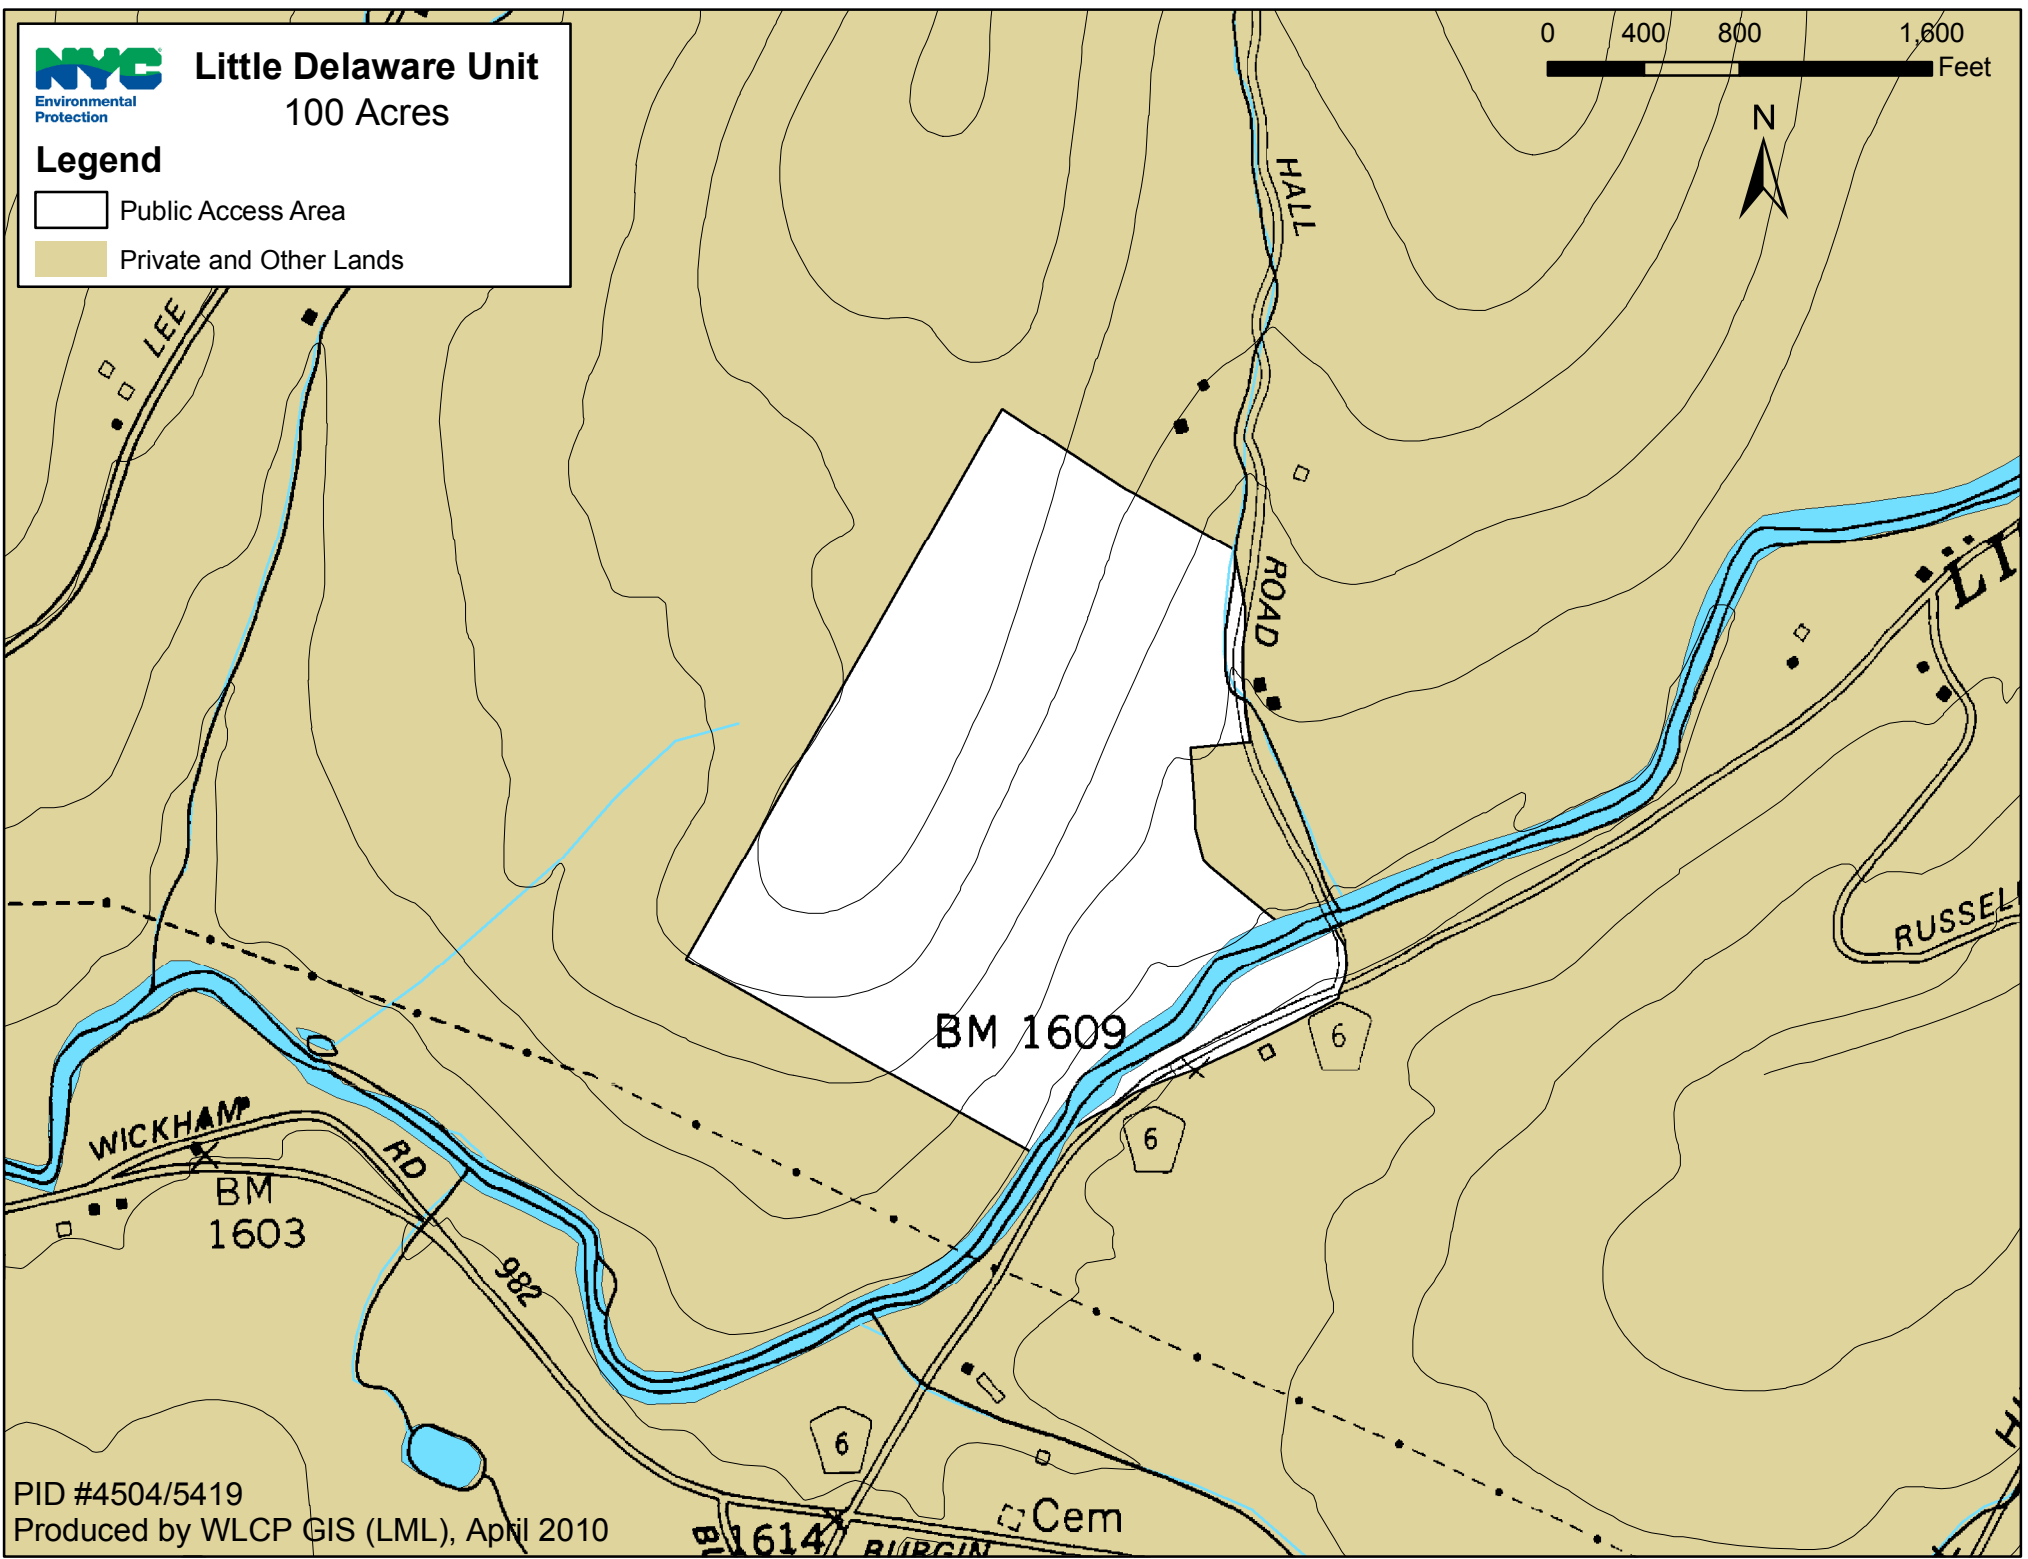 NYC
Environmental
Protection
Little Delaware Unit
100 Acres
Legend
Public Access Area
Private and Other Lands
0 400 800 1,600
Feet
N
HALL
LEE
ROAD
RUSSELL
BM 1609
6
6
WICKHAM
RD
BM
1603
982
6
Cem
1614
BURGIN
PID #4504/5419
Produced by WLCP GIS (LML), April 2010